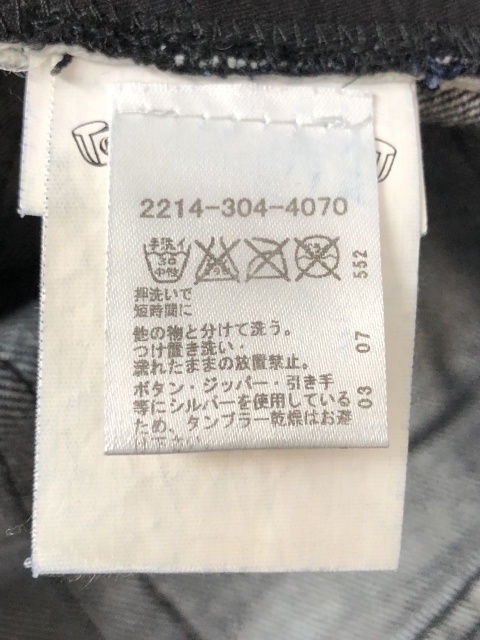 2214-304-4070
手洗イ
30
中性
押洗いで
短時間に
他の物と分けて洗う。
つけ置き洗い・
濡れたままの放置禁止。
ボタン・ジッパー・引き手
等にシルバーを使用している
ため、タンブラー乾燥はお避
03 07 552